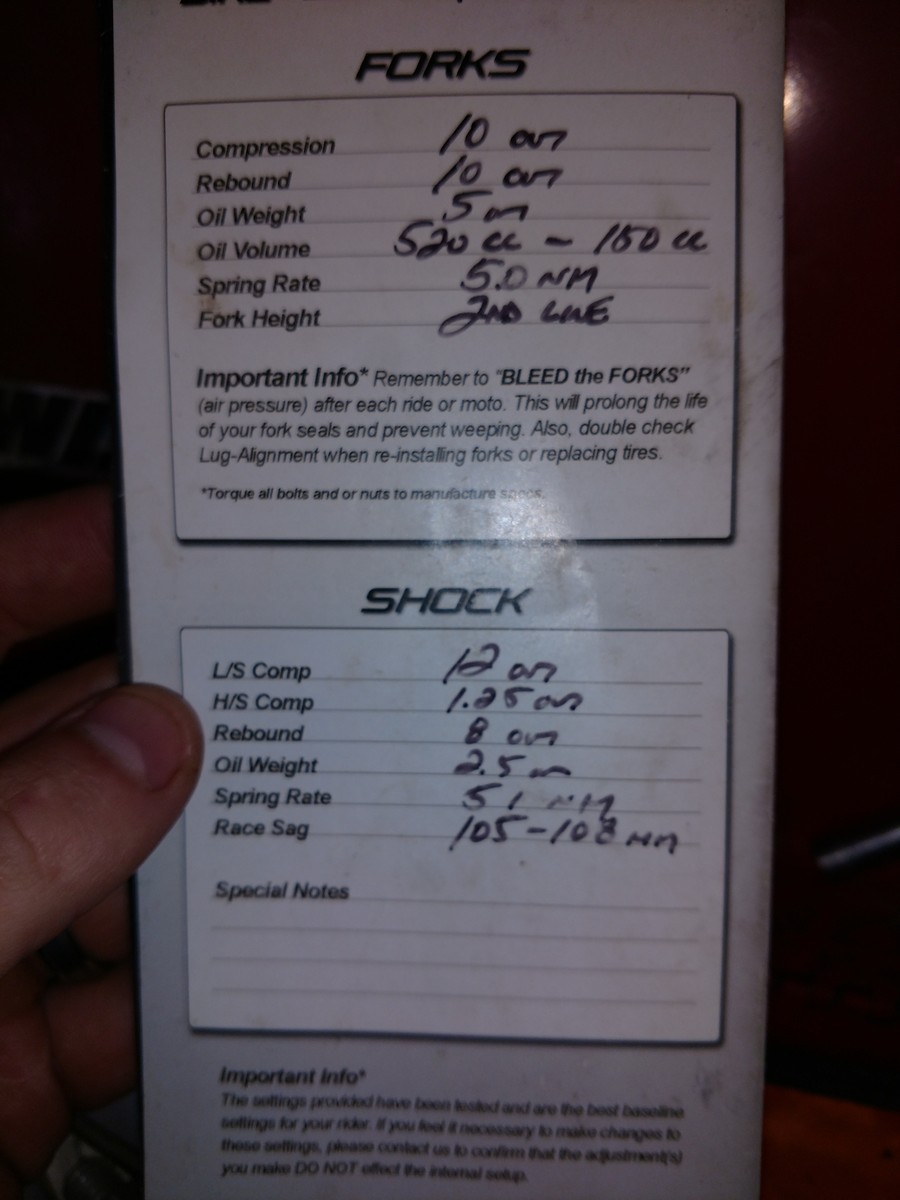 FORKS
Compression 10 out
Rebound 10 out
Oil Weight 5
Oil Volume 520 cc - 150 cc
Spring Rate 5.0 NM
Fork Height 2ND LINE
Important Info* Remember to "BLEED the FORKS"
(air pressure) after each ride or moto. This will prolong the life
of your fork seals and prevent weeping. Also, double check
Lug-Alignment when re-installing forks or replacing tires.
*Torque all bolts and or nuts to manufacture specs.
SHOCK
L/S Comp 12 out
H/S Comp 1.25 out
Rebound 8 out
Oil Weight 2.5
Spring Rate 51 NM
Race Sag 105-108 MM
Special Notes
Important Info*
The settings provided have been tested and are the best baseline
settings for your rider. If you feel it necessary to make changes to
these settings, please contact us to confirm that the adjustment(s)
you make DO NOT effect the internal setup.